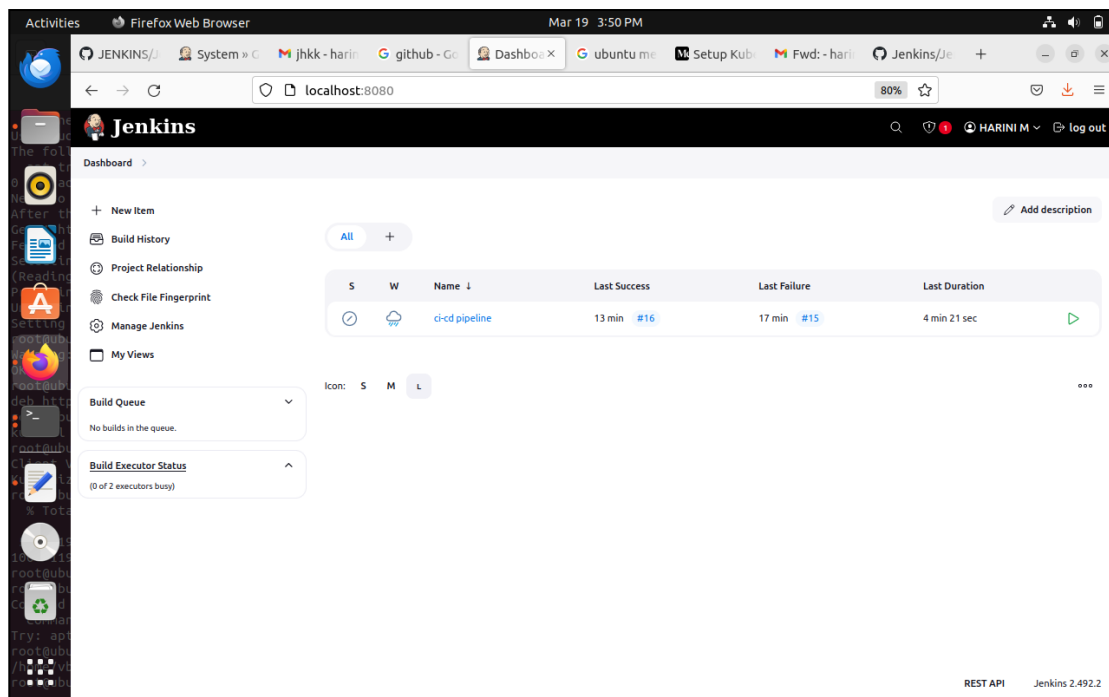 Activities Firefox Web Browser Mar 19 3:50 PM
JENKINS/J System » G jhkk - harin github - Go Dashboa ubuntu me Setup Kub Fwd: - hari Jenkins/Je
localhost:8080 80%
Jenkins 1 HARINI M log out
Dashboard
New Item Add description
Build History All +
Project Relationship
S W Name ↓ Last Success Last Failure Last Duration
Check File Fingerprint
ci-cd pipeline 13 min #16 17 min #15 4 min 21 sec
Manage Jenkins
My Views
Icon: S M L
Build Queue
No builds in the queue.
Build Executor Status
(0 of 2 executors busy)
REST API Jenkins 2.492.2